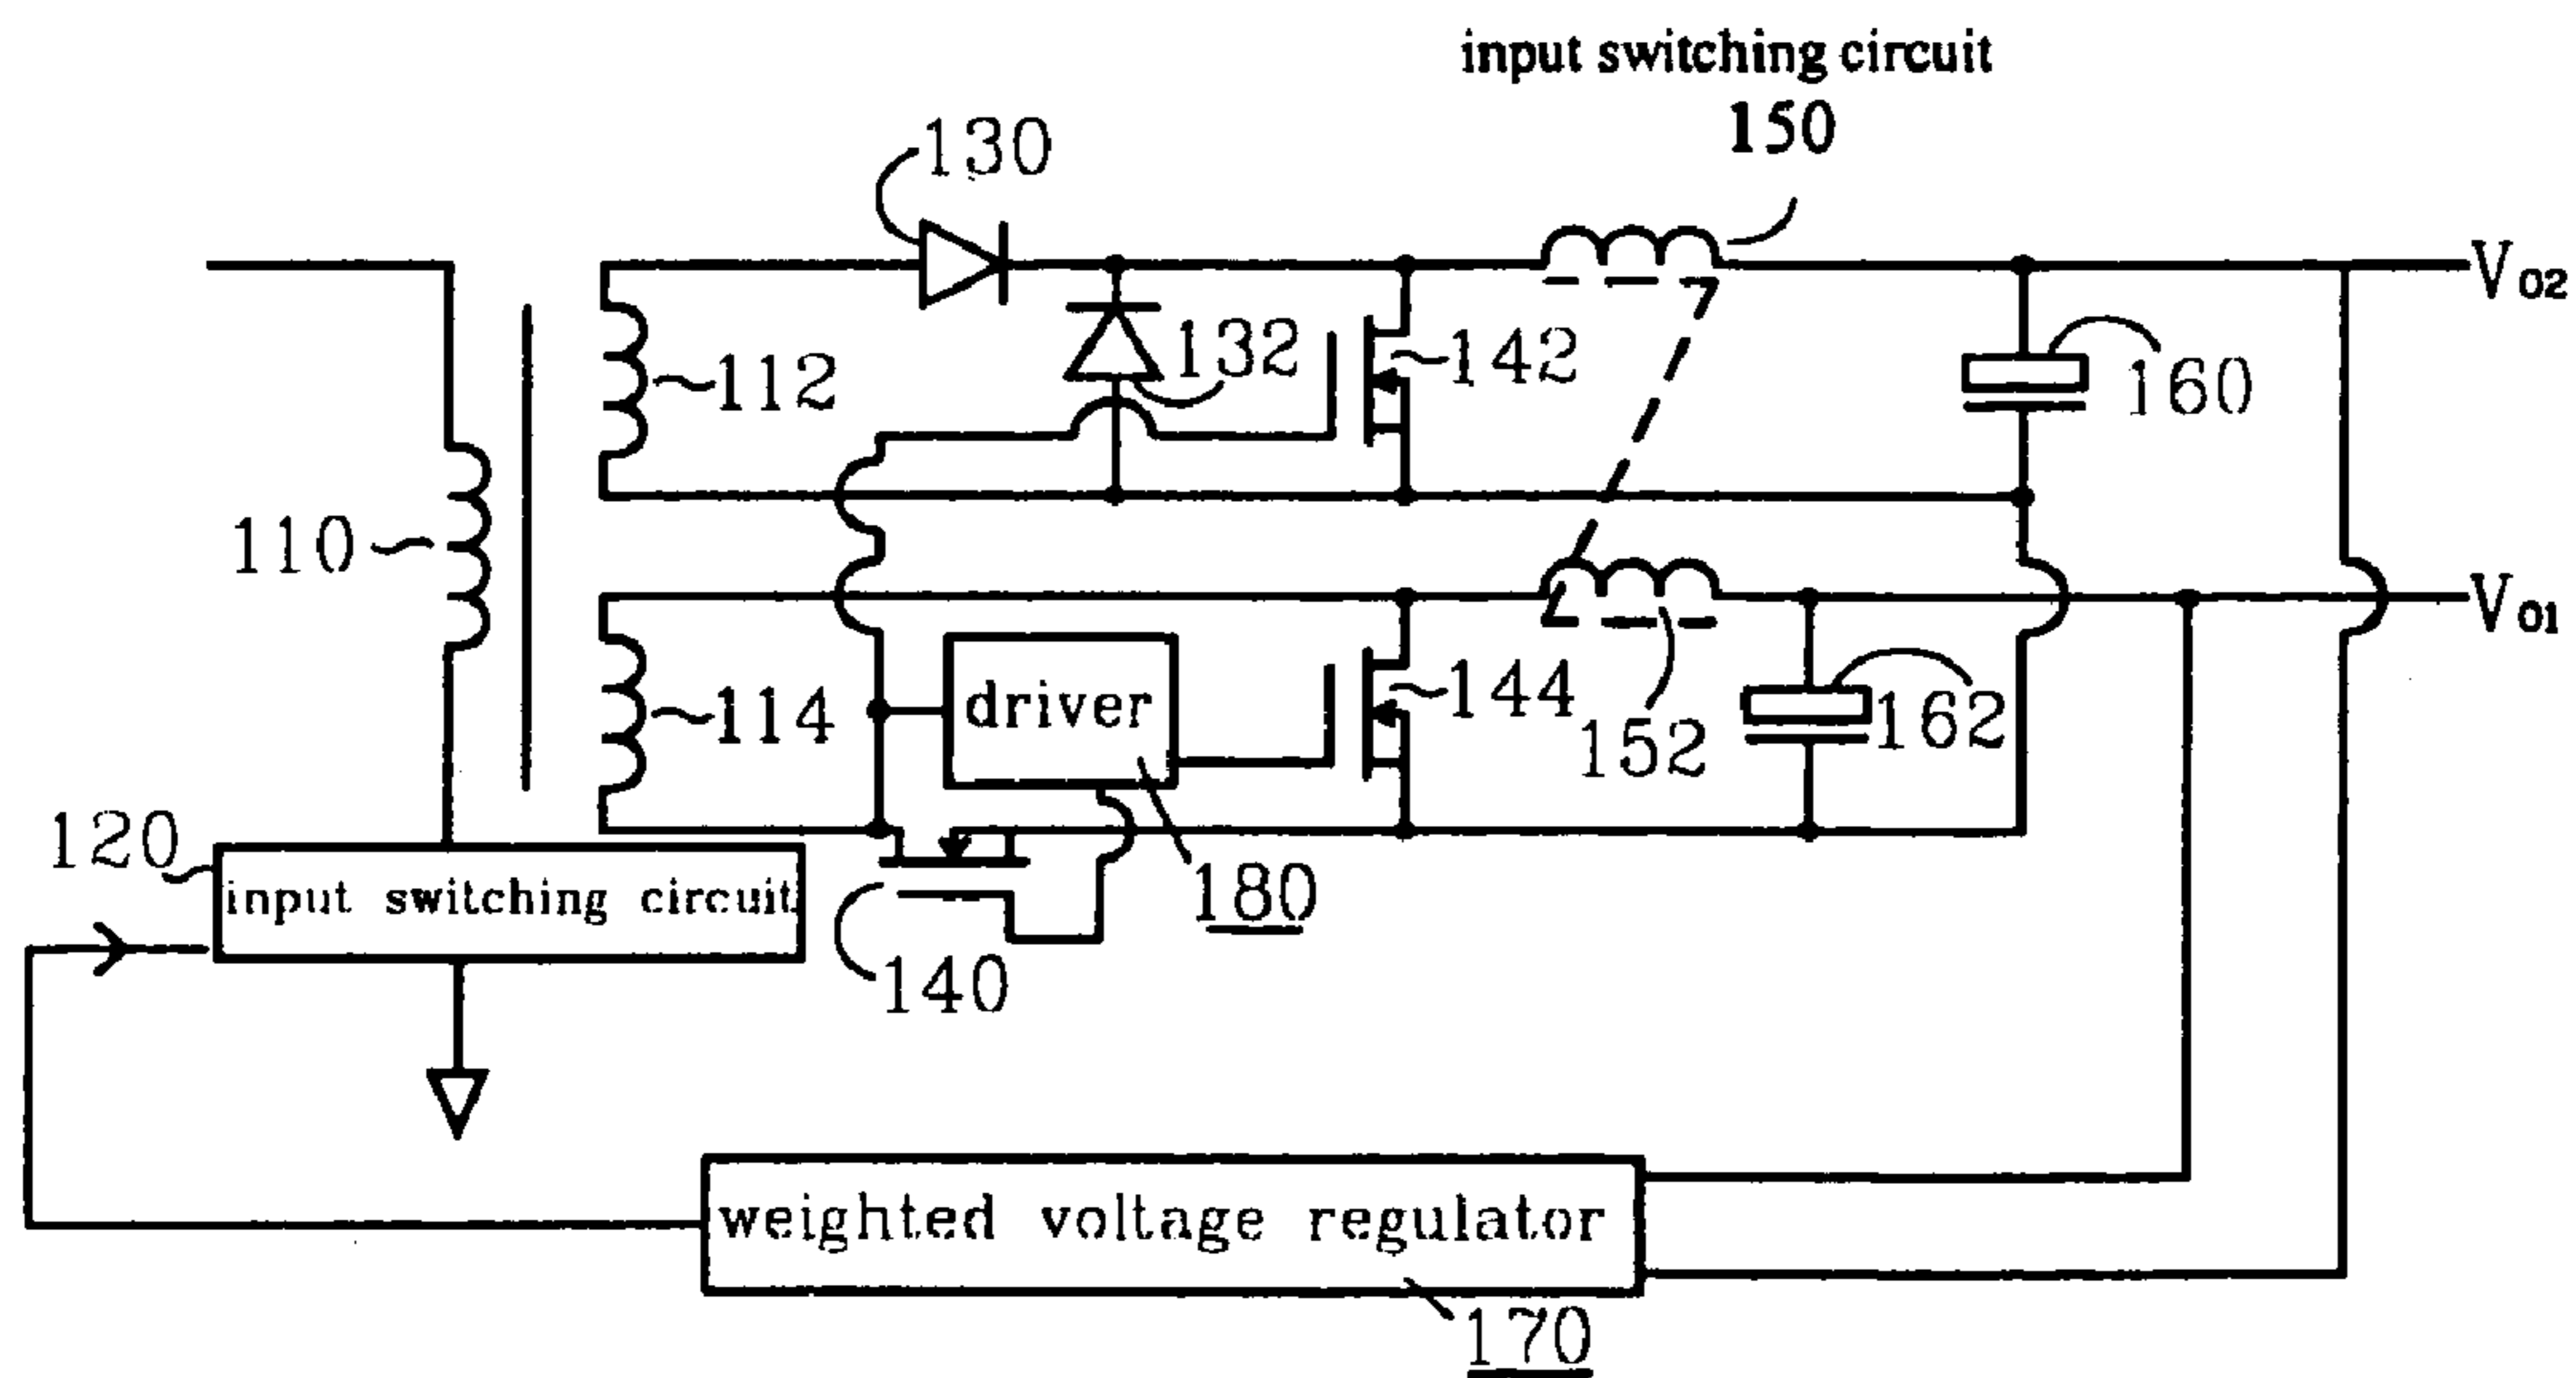 input switching circuit
150
130
V02
112
132
142
160
110
V01
114
driver
144
152
162
120
input switching circuit
180
140
weighted voltage regulator
170